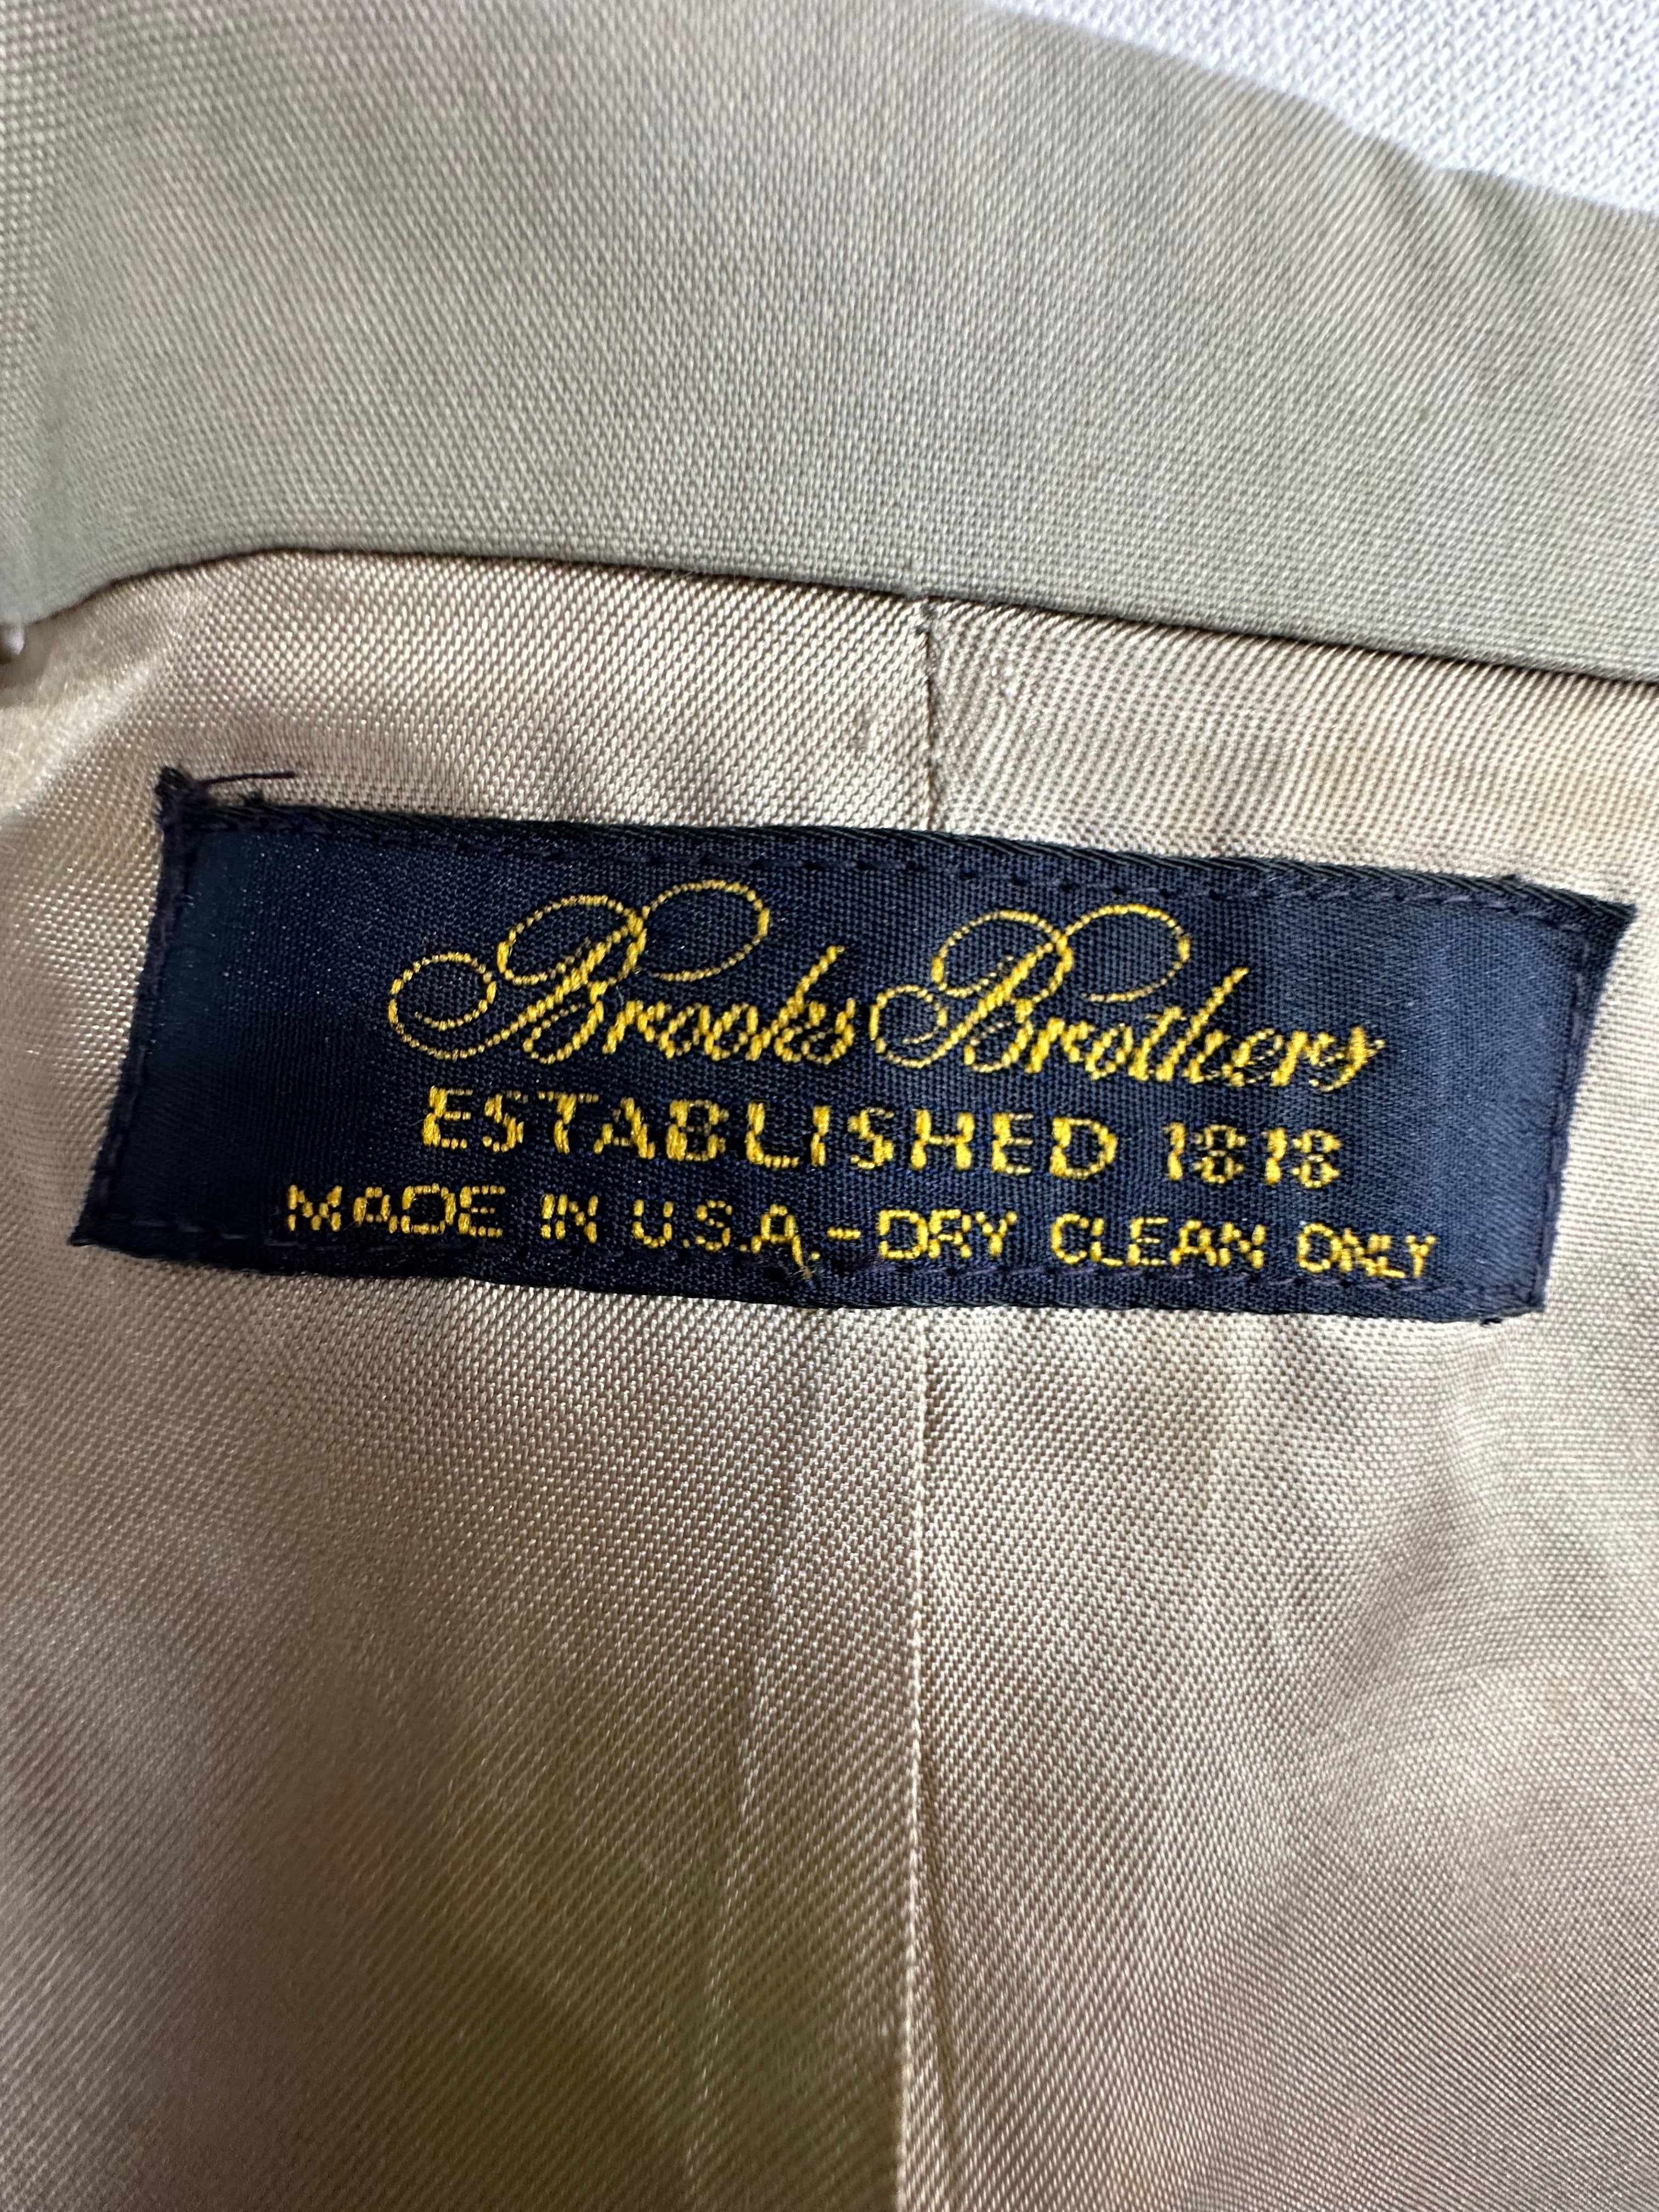 Brooks Brothers
ESTABLISHED 1818
MADE IN U.S.A.-DRY CLEAN ONLY